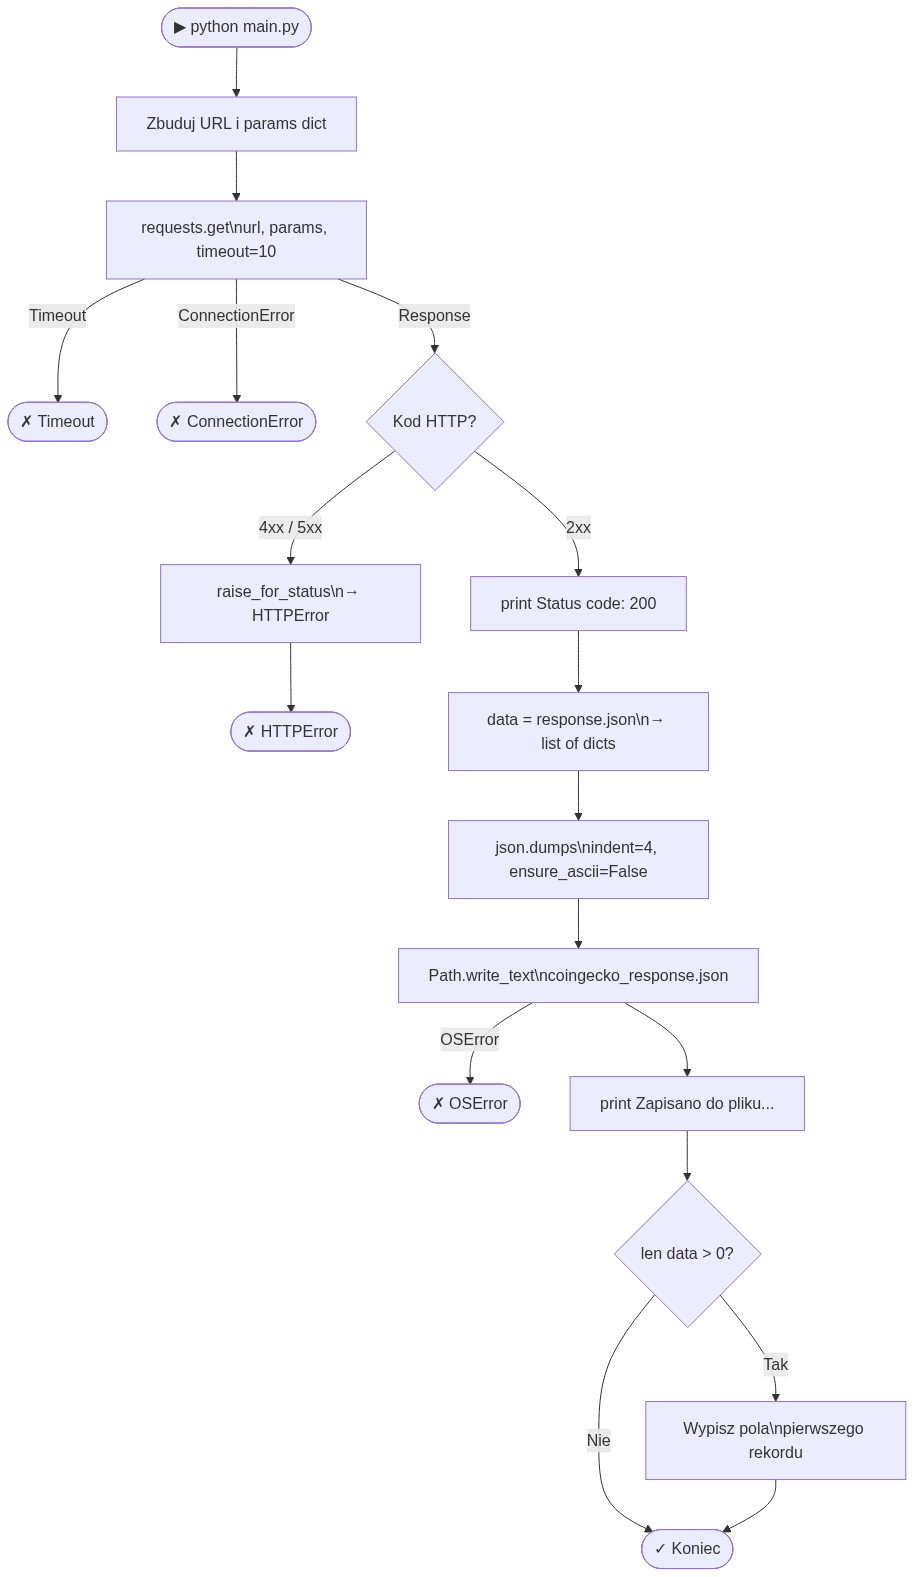 ▶ python main.py
Zbuduj URL i params dict
requests.get\nurl, params,
timeout=10
Timeout
ConnectionError
Response
✗ Timeout
✗ ConnectionError
Kod HTTP?
4xx / 5xx
2xx
raise_for_status\n→
HTTPError
print Status code: 200
✗ HTTPError
data = response.json\n→
list of dicts
json.dumps\nindent=4,
ensure_ascii=False
Path.write_text\ncoingecko_response.json
OSError
✗ OSError
print Zapisano do pliku...
len data > 0?
Tak
Nie
Wypisz pola\npierwszego
rekordu
✓ Koniec